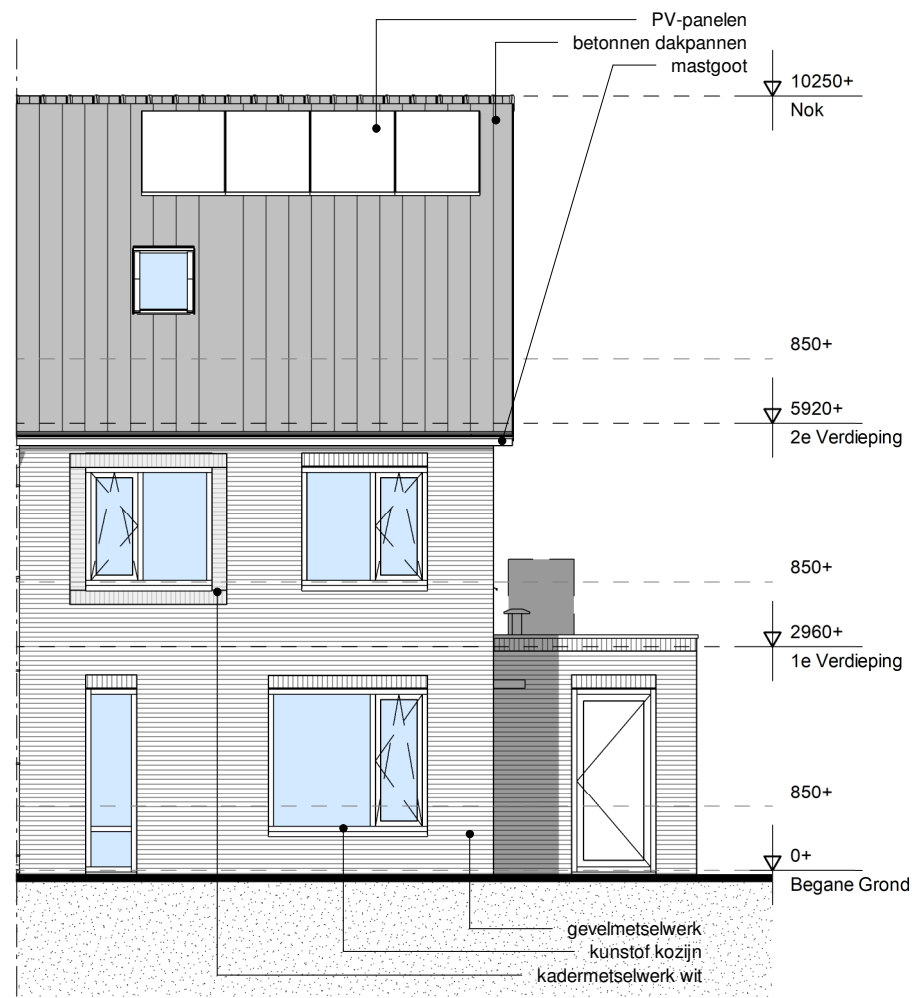 PV-panelen
betonnen dakpannen
mastgoot
10250+
Nok
850+
5920+
2e Verdieping
850+
2960+
1e Verdieping
850+
0+
Begane Grond
gevelmetselwerk
kunstof kozijn
kadermetselwerk wit